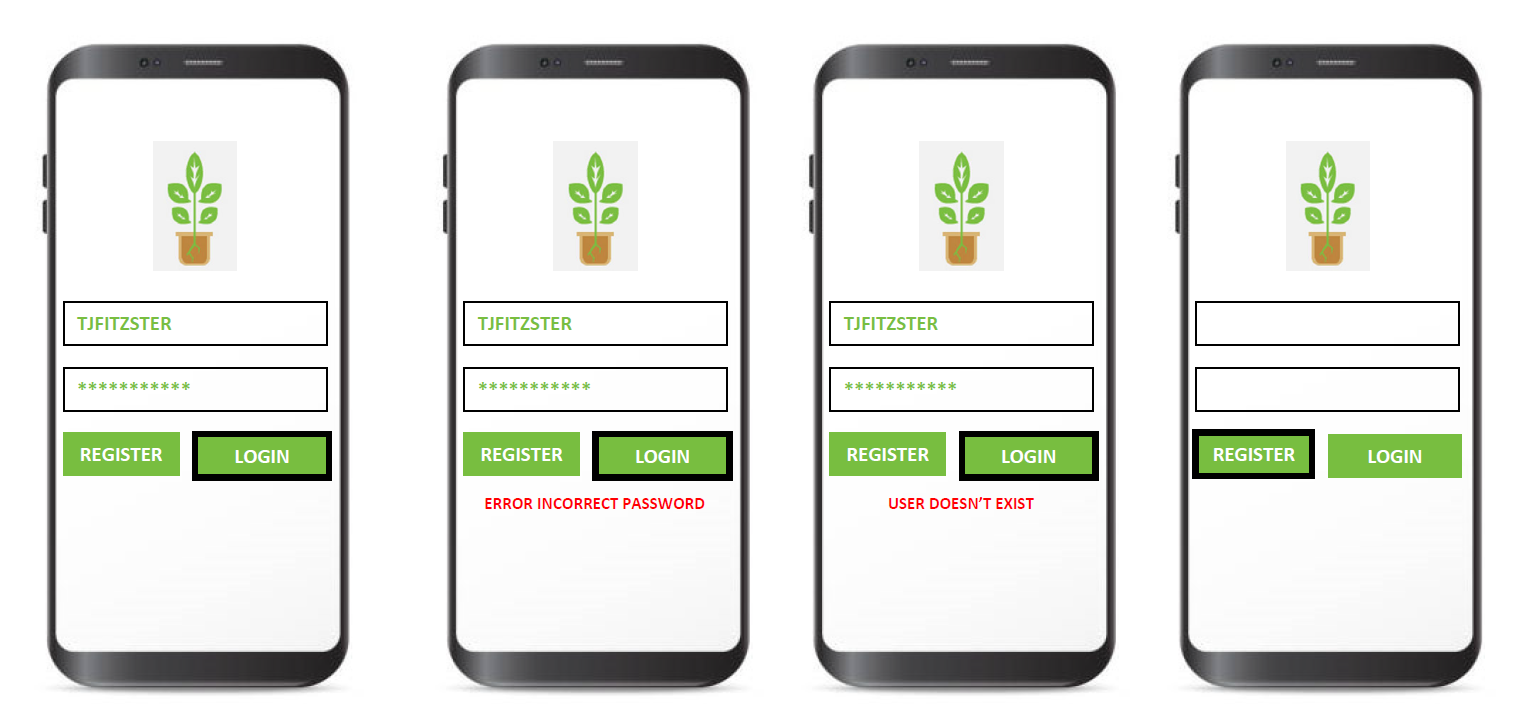 TJFITZSTER
***********
REGISTER LOGIN
TJFITZSTER
***********
REGISTER LOGIN
ERROR INCORRECT PASSWORD
TJFITZSTER
***********
REGISTER LOGIN
USER DOESN’T EXIST
REGISTER LOGIN